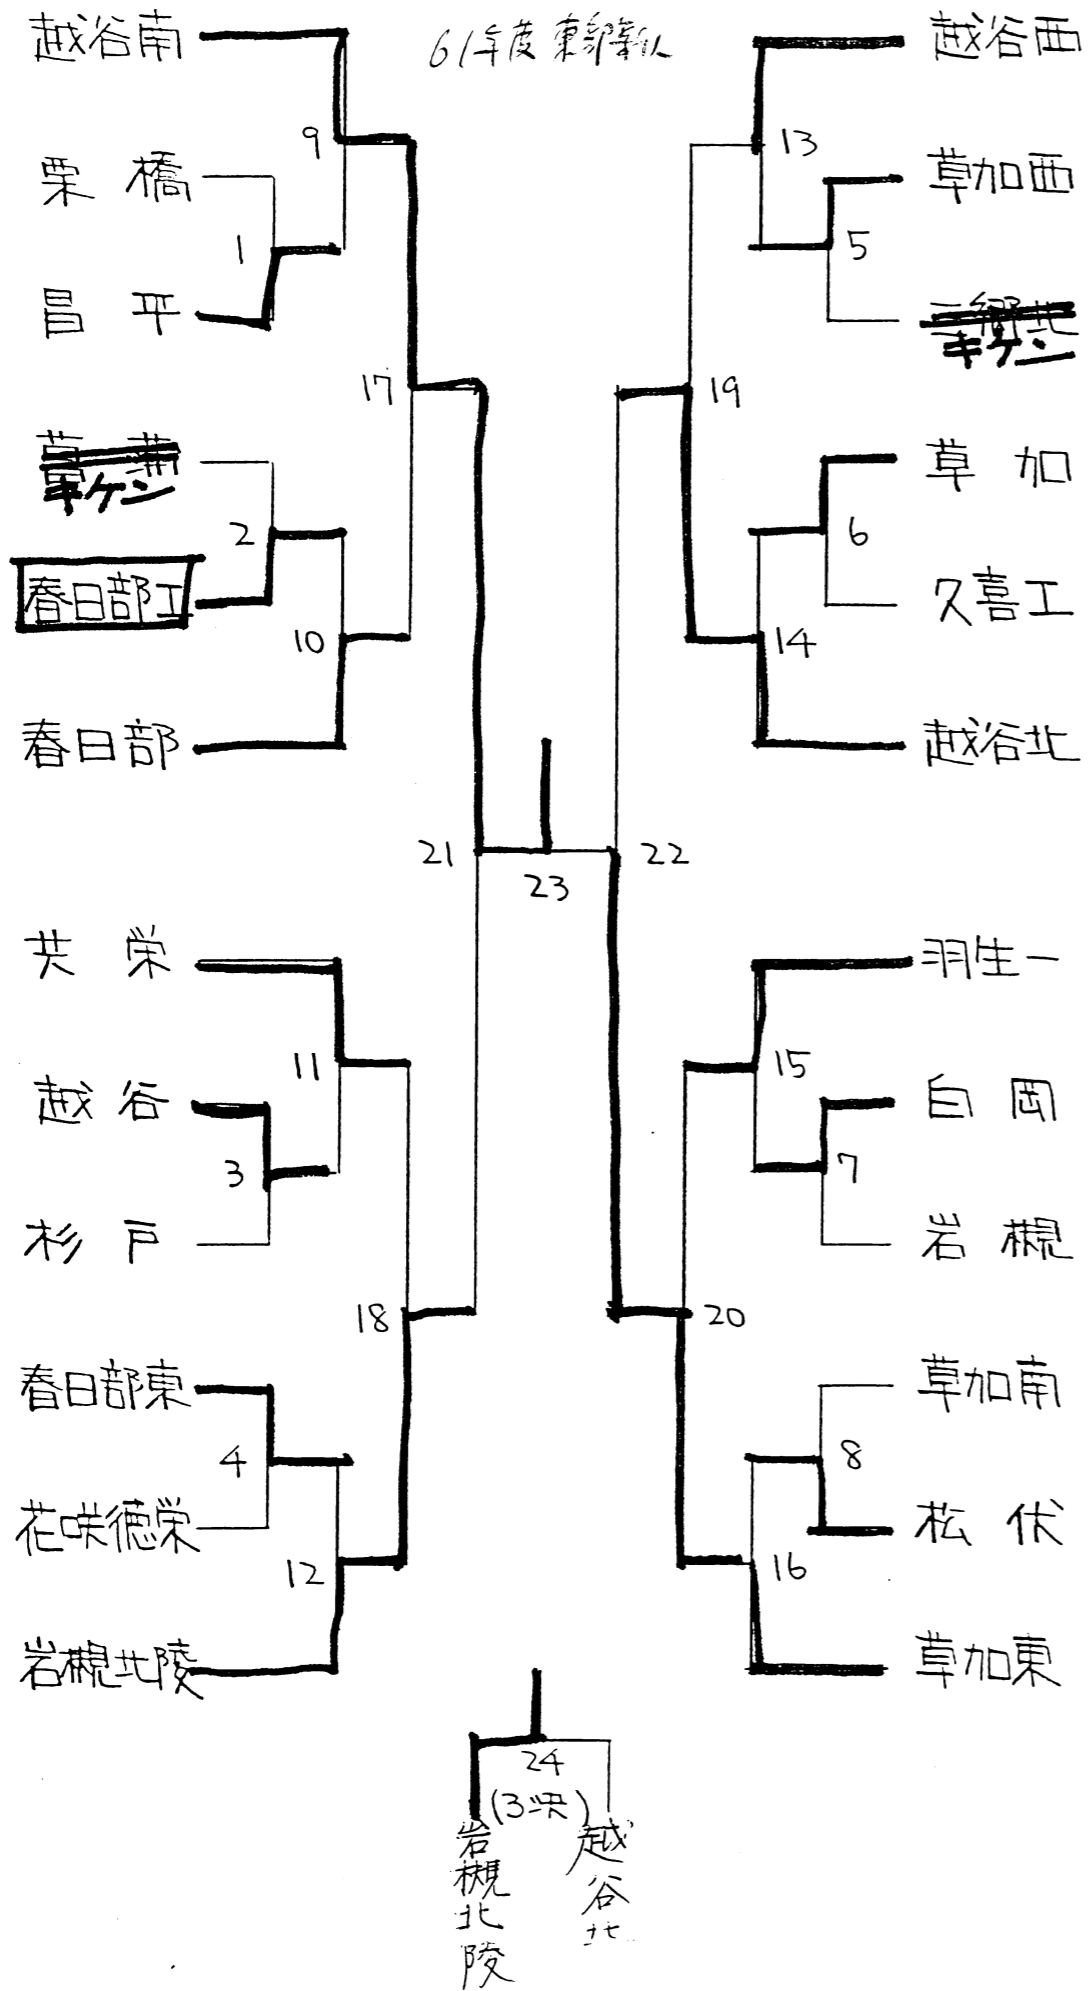 61年度 東部新人
越谷南
9
栗橋
1
昌平
17
キケン
2
春日部工
10
春日部
21
共栄
11
越谷
3
杉戸
18
春日部東
4
花咲徳栄
12
岩槻北陵
23
越谷西
13
草加西
5
三郷北
キケン
19
草加
6
久喜工
14
越谷北
22
羽生一
15
白岡
7
岩槻
20
草加南
8
松伏
16
草加東
24
(3決)
岩槻北陵
越谷北